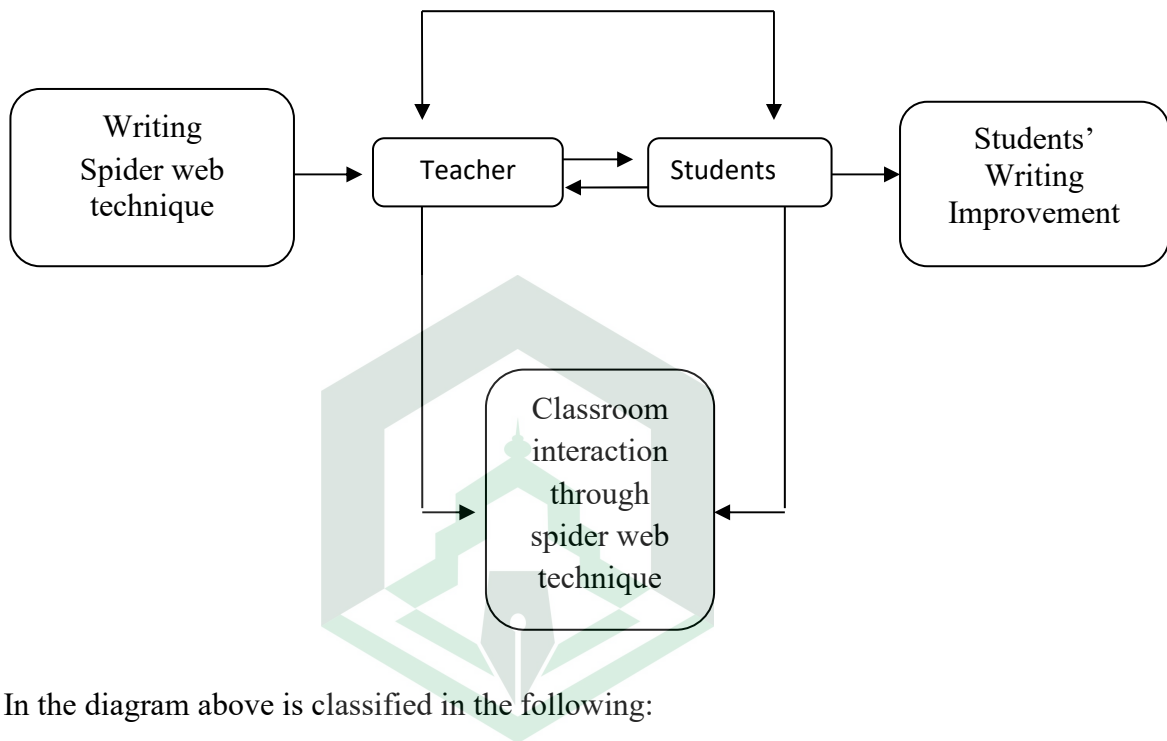 Writing
Spider web
technique
Teacher
Students
Students’
Writing
Improvement
Classroom
interaction
through
spider web
technique
In the diagram above is classified in the following: